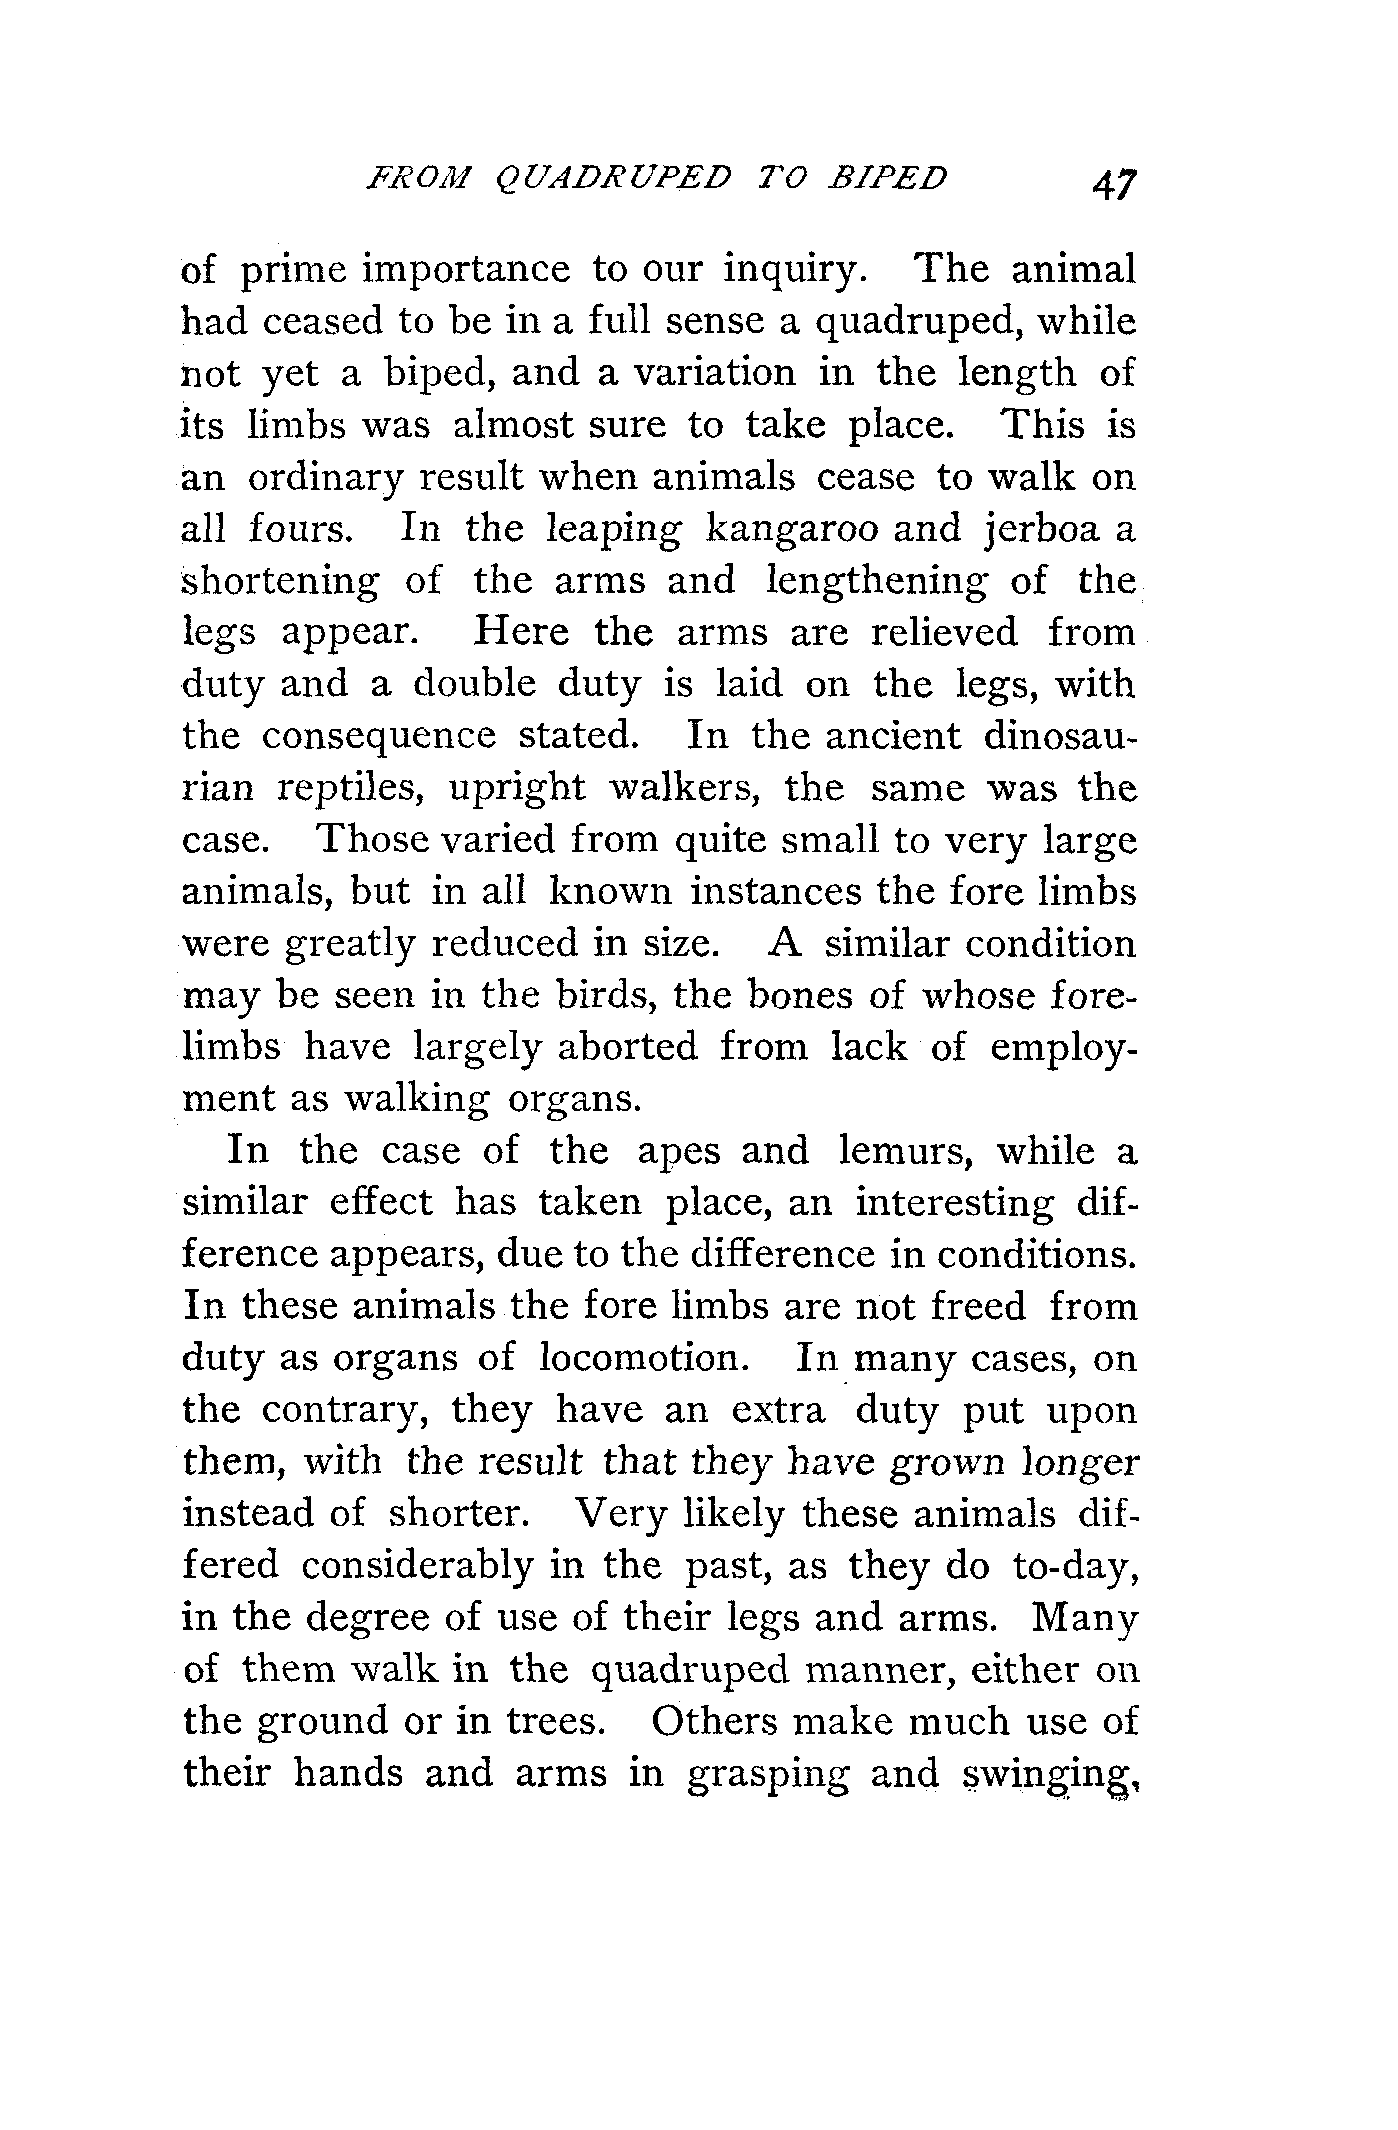 FROM QUADRUPED TO BIPED 47
of prime importance to our inquiry. The animal
had ceased to be in a full sense a quadruped, while
not yet a biped, and a variation in the length of
its limbs was almost sure to take place. This is
an ordinary result when animals cease to walk on
all fours. In the leaping kangaroo and jerboa a
shortening of the arms and lengthening of the
legs appear. Here the arms are relieved from
duty and a double duty is laid on the legs, with
the consequence stated. In the ancient dinosau-
rian reptiles, upright walkers, the same was the
case. Those varied from quite small to very large
animals, but in all known instances the fore limbs
were greatly reduced in size. A similar condition
may be seen in the birds, the bones of whose fore-
limbs have largely aborted from lack of employ-
ment as walking organs.
In the case of the apes and lemurs, while a
similar effect has taken place, an interesting dif-
ference appears, due to the difference in conditions.
In these animals the fore limbs are not freed from
duty as organs of locomotion. In many cases, on
the contrary, they have an extra duty put upon
them, with the result that they have grown longer
instead of shorter. Very likely these animals dif-
fered considerably in the past, as they do to-day,
in the degree of use of their legs and arms. Many
of them walk in the quadruped manner, either on
the ground or in trees. Others make much use of
their hands and arms in grasping and swinging,